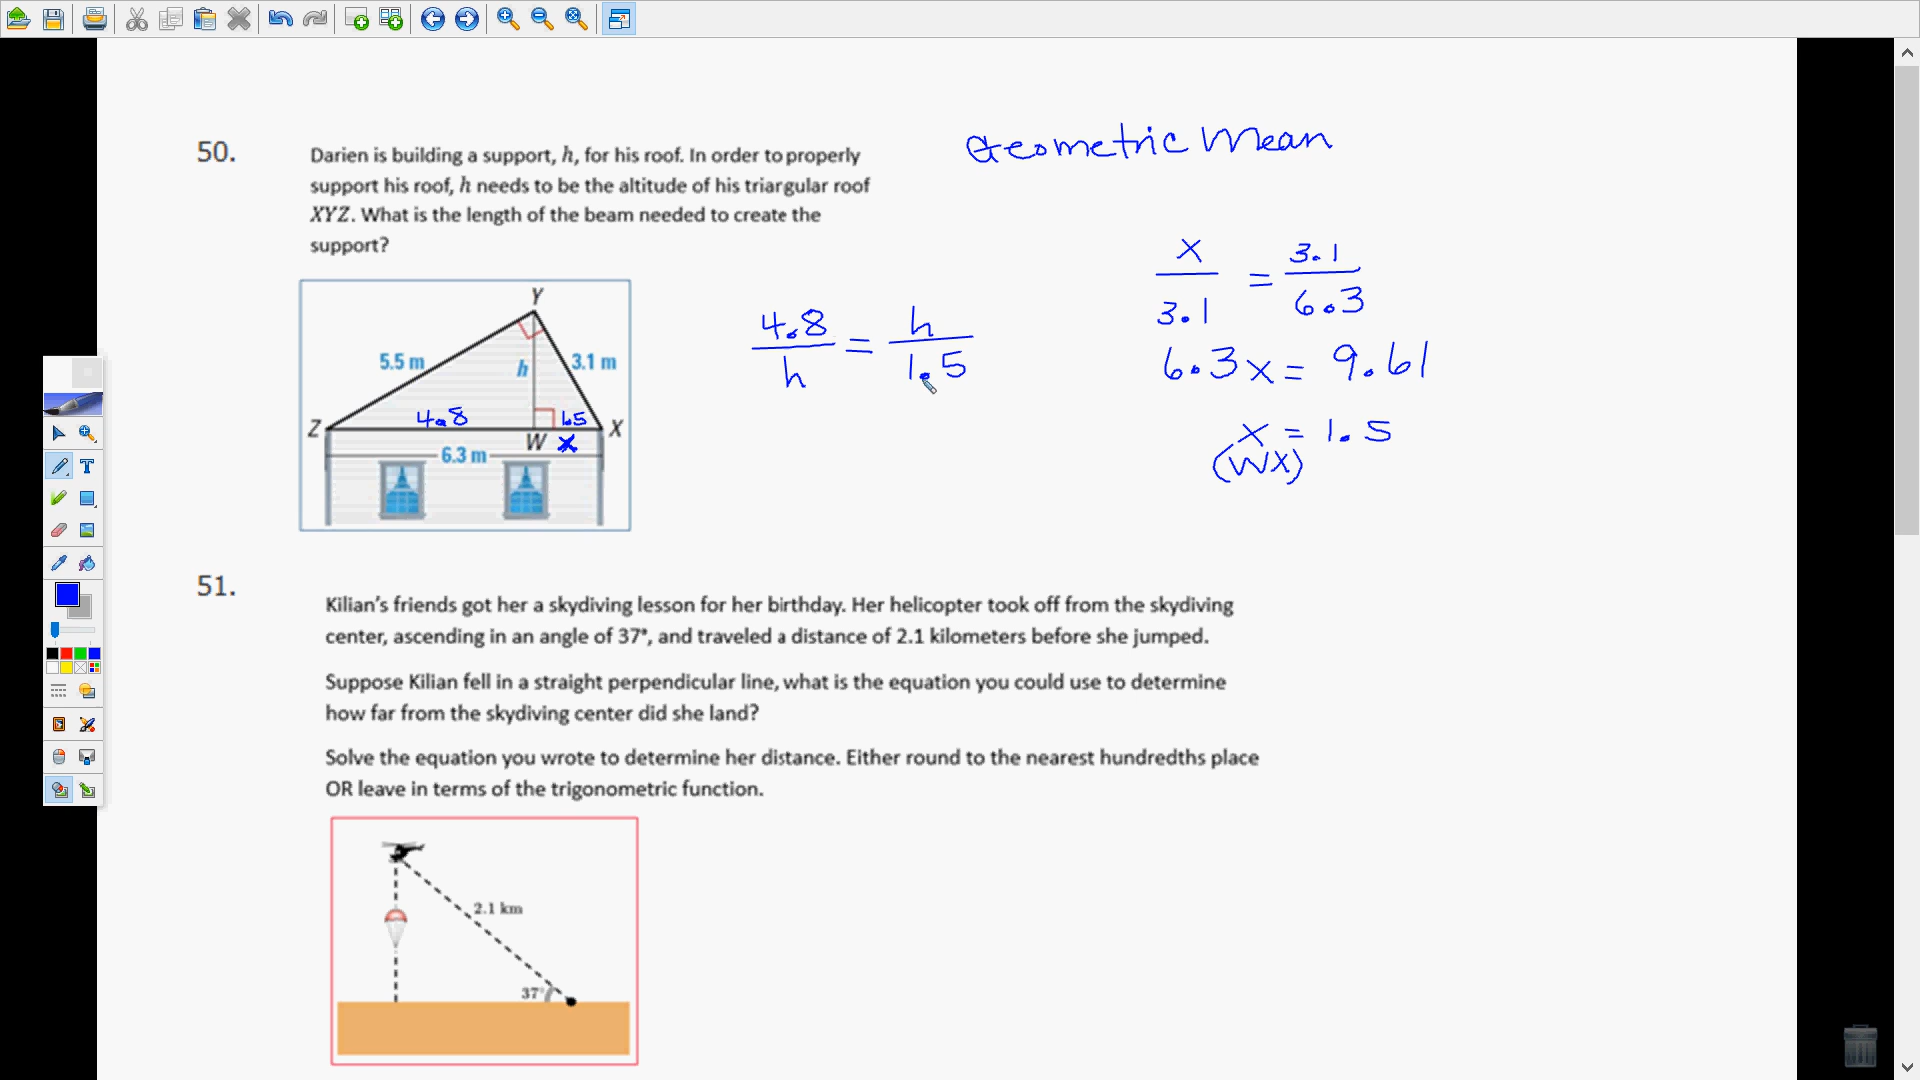 50.
Darien is building a support, h, for his roof. In order to properly
support his roof, h needs to be the altitude of his triangular roof
XYZ. What is the length of the beam needed to create the
support?
Geometric Mean
Y
5.5 m
h
3.1 m
4.8
1.5
Z
W
x
X
6.3 m
4.8/h = h/1.5
x/3.1 = 3.1/6.3
6.3x = 9.61
x = 1.5
(WX)
51.
Kilian's friends got her a skydiving lesson for her birthday. Her helicopter took off from the skydiving
center, ascending in an angle of 37°, and traveled a distance of 2.1 kilometers before she jumped.
Suppose Kilian fell in a straight perpendicular line, what is the equation you could use to determine
how far from the skydiving center did she land?
Solve the equation you wrote to determine her distance. Either round to the nearest hundredths place
OR leave in terms of the trigonometric function.
2.1 km
37°
T